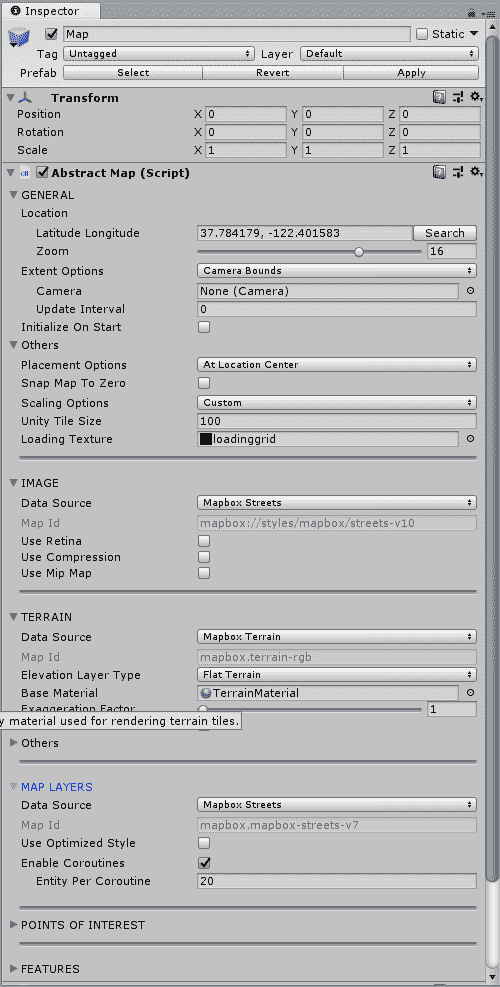 Inspector
Map Static
Tag Untagged Layer Default
Prefab Select Revert Apply
Transform
Position X 0 Y 0 Z 0
Rotation X 0 Y 0 Z 0
Scale X 1 Y 1 Z 1
Abstract Map (Script)
GENERAL
Location
Latitude Longitude 37.784179, -122.401583 Search
Zoom 16
Extent Options Camera Bounds
Camera None (Camera)
Update Interval 0
Initialize On Start
Others
Placement Options At Location Center
Snap Map To Zero
Scaling Options Custom
Unity Tile Size 100
Loading Texture loadinggrid
IMAGE
Data Source Mapbox Streets
Map Id mapbox://styles/mapbox/streets-v10
Use Retina
Use Compression
Use Mip Map
TERRAIN
Data Source Mapbox Terrain
Map Id mapbox.terrain-rgb
Elevation Layer Type Flat Terrain
Base Material TerrainMaterial
Exaggeration Factor 1
y material used for rendering terrain tiles.
Others
MAP LAYERS
Data Source Mapbox Streets
Map Id mapbox.mapbox-streets-v7
Use Optimized Style
Enable Coroutines
Entity Per Coroutine 20
POINTS OF INTEREST
FEATURES